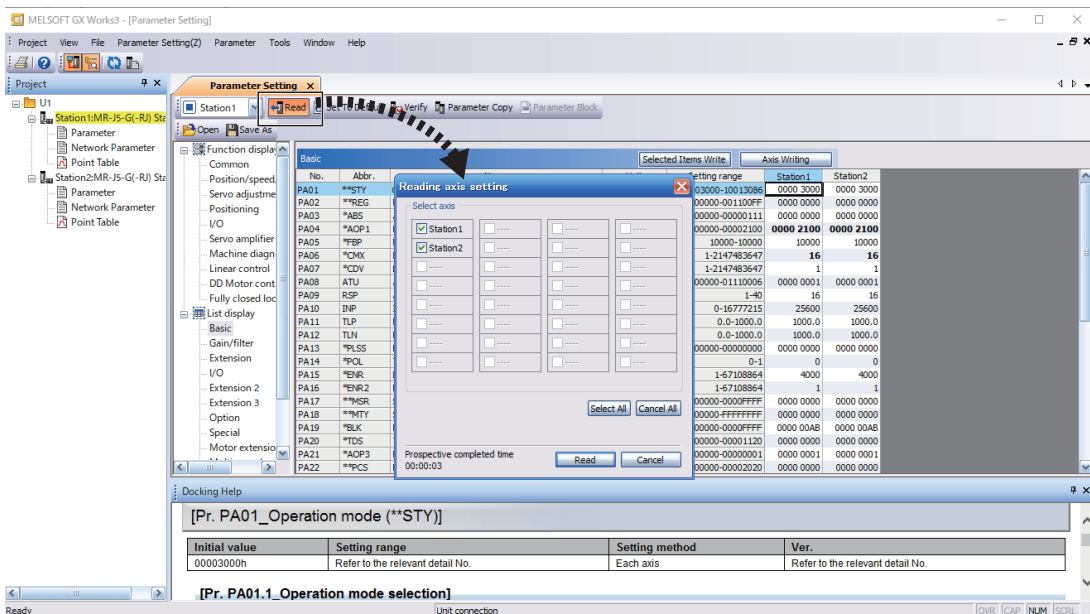 MELSOFT GX Works3 - [Parameter Setting]
Project View File Parameter Setting(Z) Parameter Tools Window Help
Project
U1
Station1:MR-J5-G(-RJ) Sta
Parameter
Network Parameter
Point Table
Station2:MR-J5-G(-RJ) Sta
Parameter
Network Parameter
Point Table
Parameter Setting
Station1 Read Verify Parameter Copy Parameter Block
Open Save As
Function display
Common
Position/speed
Servo adjustme
Positioning
I/O
Servo amplifier
Machine diagn
Linear control
DD Motor cont
Fully closed loc
List display
Basic
Gain/filter
Extension
I/O
Extension 2
Extension 3
Option
Special
Motor extensio
Basic Selected Items Write Axis Writing
No. Abbr. Setting range Station1 Station2
PA01 **STY 03000-10013086 0000 3000 0000 3000
PA02 **REG 00000-001100FF 0000 0000 0000 0000
PA03 *ABS 00000-00000111 0000 0000 0000 0000
PA04 *AOP1 00000-00002100 0000 2100 0000 2100
PA05 *FBP 10000-10000 10000 10000
PA06 *CMX 1-2147483647 16 16
PA07 *CDV 1-2147483647 1 1
PA08 ATU 00000-01110006 0000 0001 0000 0001
PA09 RSP 1-40 16 16
PA10 INP 0-16777215 25600 25600
PA11 TLP 0.0-1000.0 1000.0 1000.0
PA12 TLN 0.0-1000.0 1000.0 1000.0
PA13 *PLSS 00000-00000000 0000 0000 0000 0000
PA14 *POL 0-1 0 0
PA15 *ENR 1-67108864 4000 4000
PA16 *ENR2 1-67108864 1 1
PA17 **MSR 00000-0000FFFF 0000 0000 0000 0000
PA18 **MTY 00000-FFFFFFFF 0000 0000 0000 0000
PA19 *BLK 00000-0000FFFF 0000 00AB 0000 00AB
PA20 *TDS 00000-00001120 0000 0000 0000 0000
PA21 *AOP3 00000-00000001 0000 0001 0000 0001
PA22 **PCS 00000-00002020 0000 0000 0000 0000
Reading axis setting
Select axis
Station1 ---- ---- ----
Station2 ---- ---- ----
---- ---- ---- ----
---- ---- ---- ----
---- ---- ---- ----
---- ---- ---- ----
---- ---- ---- ----
---- ---- ---- ----
Select All Cancel All
Prospective completed time
00:00:03
Read Cancel
Docking Help
[Pr. PA01_Operation mode (**STY)]
Initial value Setting range Setting method Ver.
00003000h Refer to the relevant detail No. Each axis Refer to the relevant detail No.
[Pr. PA01.1_Operation mode selection]
Ready Unit connection OVR CAP NUM SCRL